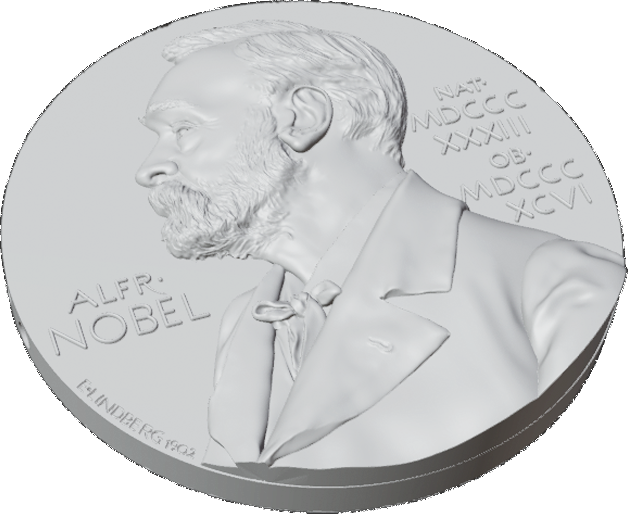 ALFR·
NOBEL
NAT·
MDCCC
XXXIII
OB·
MDCCC
XCVI
E·LINDBERG 1902